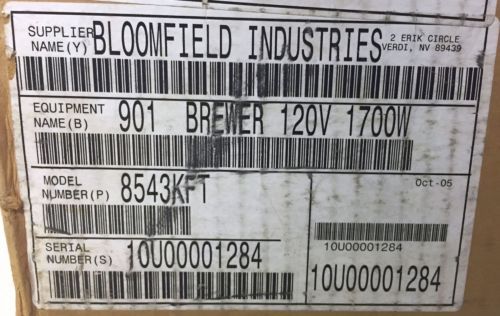 SUPPLIER
NAME(Y)
BLOOMFIELD INDUSTRIES
2 ERIK CIRCLE
VERDI, NV 89439
EQUIPMENT
NAME(B)
901 BREWER 120V 1700W
MODEL
NUMBER(P)
8543KFT
Oct-05
SERIAL
NUMBER(S)
10U00001284
10U00001284
10U00001284